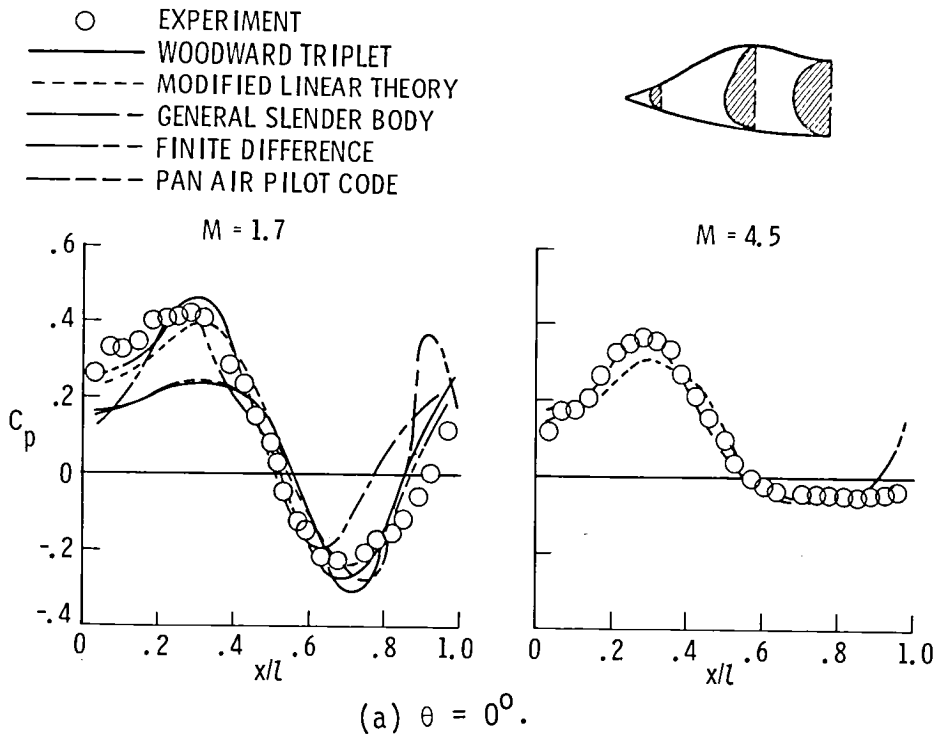 EXPERIMENT
WOODWARD TRIPLET
MODIFIED LINEAR THEORY
GENERAL SLENDER BODY
FINITE DIFFERENCE
PAN AIR PILOT CODE
M = 1.7
M = 4.5
.6
.4
.2
Cp
0
-.2
-.4
0 .2 .4 .6 .8 1.0
x/l
0 .2 .4 .6 .8 1.0
x/l
(a) θ = 0°.